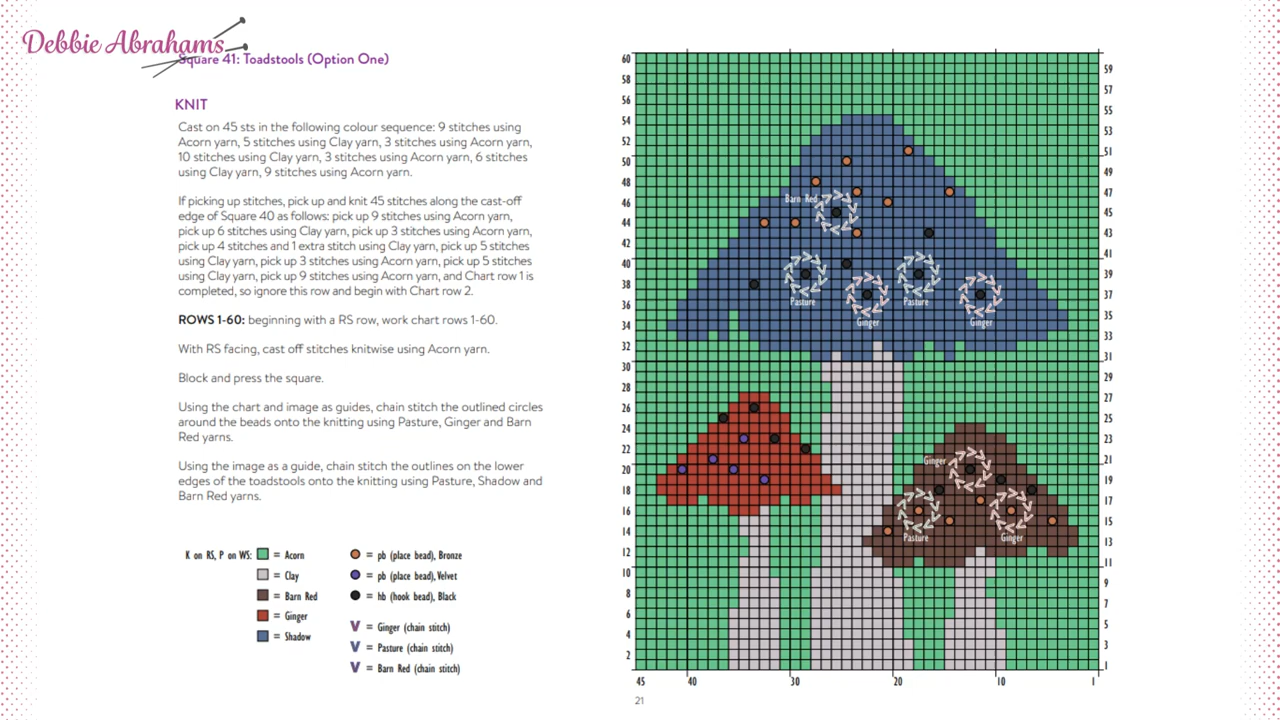 Debbie Abrahams
Square 41: Toadstools (Option One)
KNIT
Cast on 45 sts in the following colour sequence: 9 stitches using
Acorn yarn, 5 stitches using Clay yarn, 3 stitches using Acorn yarn,
10 stitches using Clay yarn, 3 stitches using Acorn yarn, 6 stitches
using Clay yarn, 9 stitches using Acorn yarn.
If picking up stitches, pick up and knit 45 stitches along the cast-off
edge of Square 40 as follows: pick up 9 stitches using Acorn yarn,
pick up 6 stitches using Clay yarn, pick up 3 stitches using Acorn yarn,
pick up 4 stitches and 1 extra stitch using Clay yarn, pick up 5 stitches
using Clay yarn, pick up 3 stitches using Acorn yarn, pick up 5 stitches
using Clay yarn, pick up 9 stitches using Acorn yarn, and Chart row 1 is
completed, so ignore this row and begin with Chart row 2.
ROWS 1-60: beginning with a RS row, work chart rows 1-60.
With RS facing, cast off stitches knitwise using Acorn yarn.
Block and press the square.
Using the chart and image as guides, chain stitch the outlined circles
around the beads onto the knitting using Pasture, Ginger and Barn
Red yarns.
Using the image as a guide, chain stitch the outlines on the lower
edges of the toadstools onto the knitting using Pasture, Shadow and
Barn Red yarns.
K on RS, P on WS: = Acorn
= Clay
= Barn Red
= Ginger
= Shadow
= pb (place bead), Bronze
= pb (place bead), Velvet
= hb (hook bead), Black
V = Ginger (chain stitch)
V = Pasture (chain stitch)
V = Barn Red (chain stitch)
60
58
56
54
52
50
48
46
44
42
40
38
36
34
32
30
28
26
24
22
20
18
16
14
12
10
8
6
4
2
Barn Red
Pasture
Ginger
Pasture
Ginger
Ginger
Pasture
Ginger
59
57
55
53
51
49
47
45
43
41
39
37
35
33
31
29
27
25
23
21
19
17
15
13
11
9
7
5
3
1
45 40 30 20 10 1
21